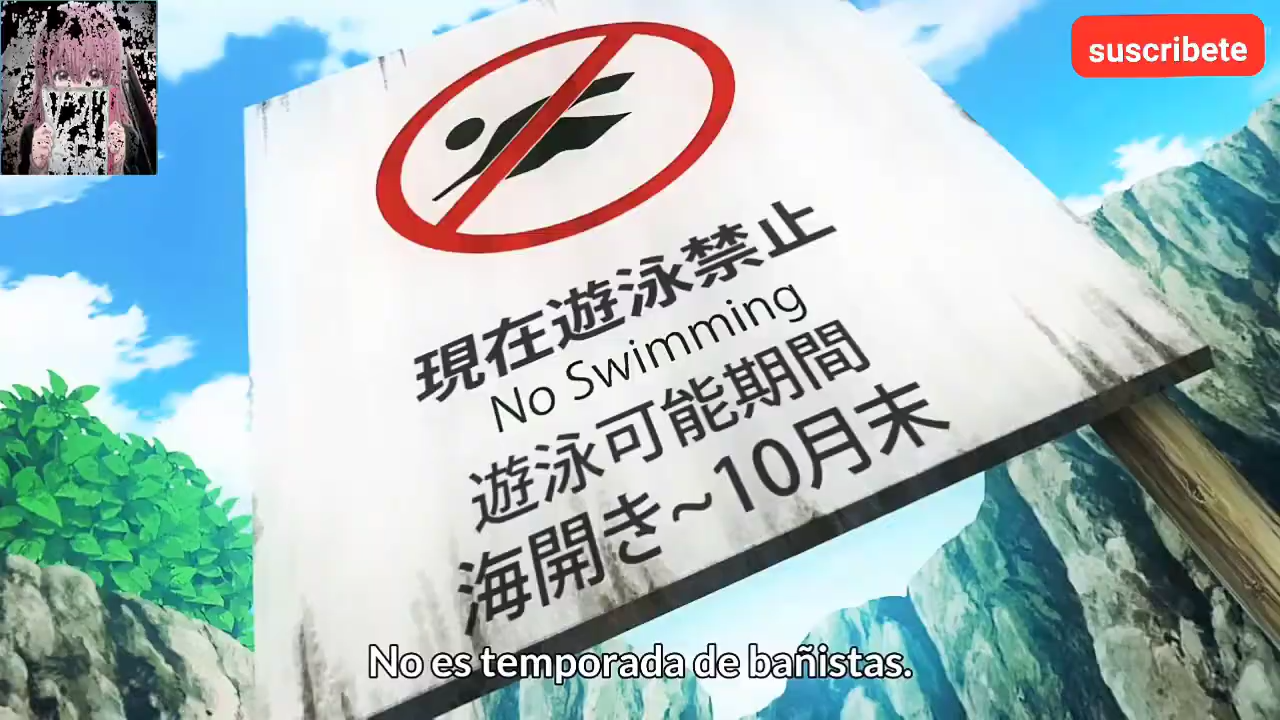 suscribete
現在遊泳禁止
No Swimming
遊泳可能期間
海開き~10月末
No es temporada de bañistas.